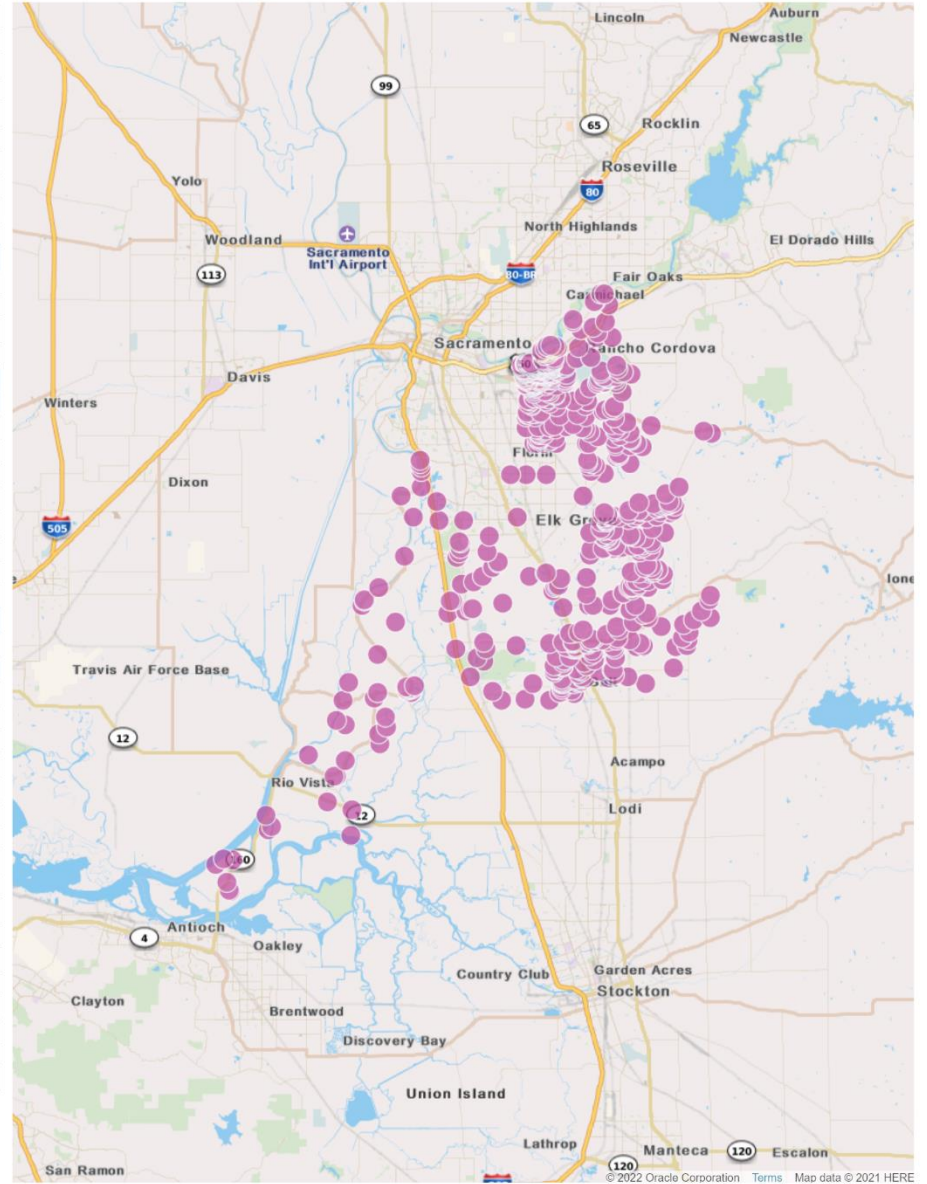 Lincoln
Auburn
Newcastle
99
65
Rocklin
Roseville
Yolo
80
North Highlands
Woodland
El Dorado Hills
Sacramento
Int'l Airport
113
80-BR
Fair Oaks
Carmichael
Sacramento
Rancho Cordova
50
Davis
Winters
Florin
Dixon
505
Elk Grove
Ione
Travis Air Force Base
12
Acampo
Rio Vista
Lodi
12
160
Antioch
4
Oakley
Country Club
Garden Acres
Stockton
Clayton
Brentwood
Discovery Bay
Union Island
Lathrop
Manteca
120
Escalon
120
San Ramon
© 2022 Oracle Corporation Terms Map data © 2021 HERE